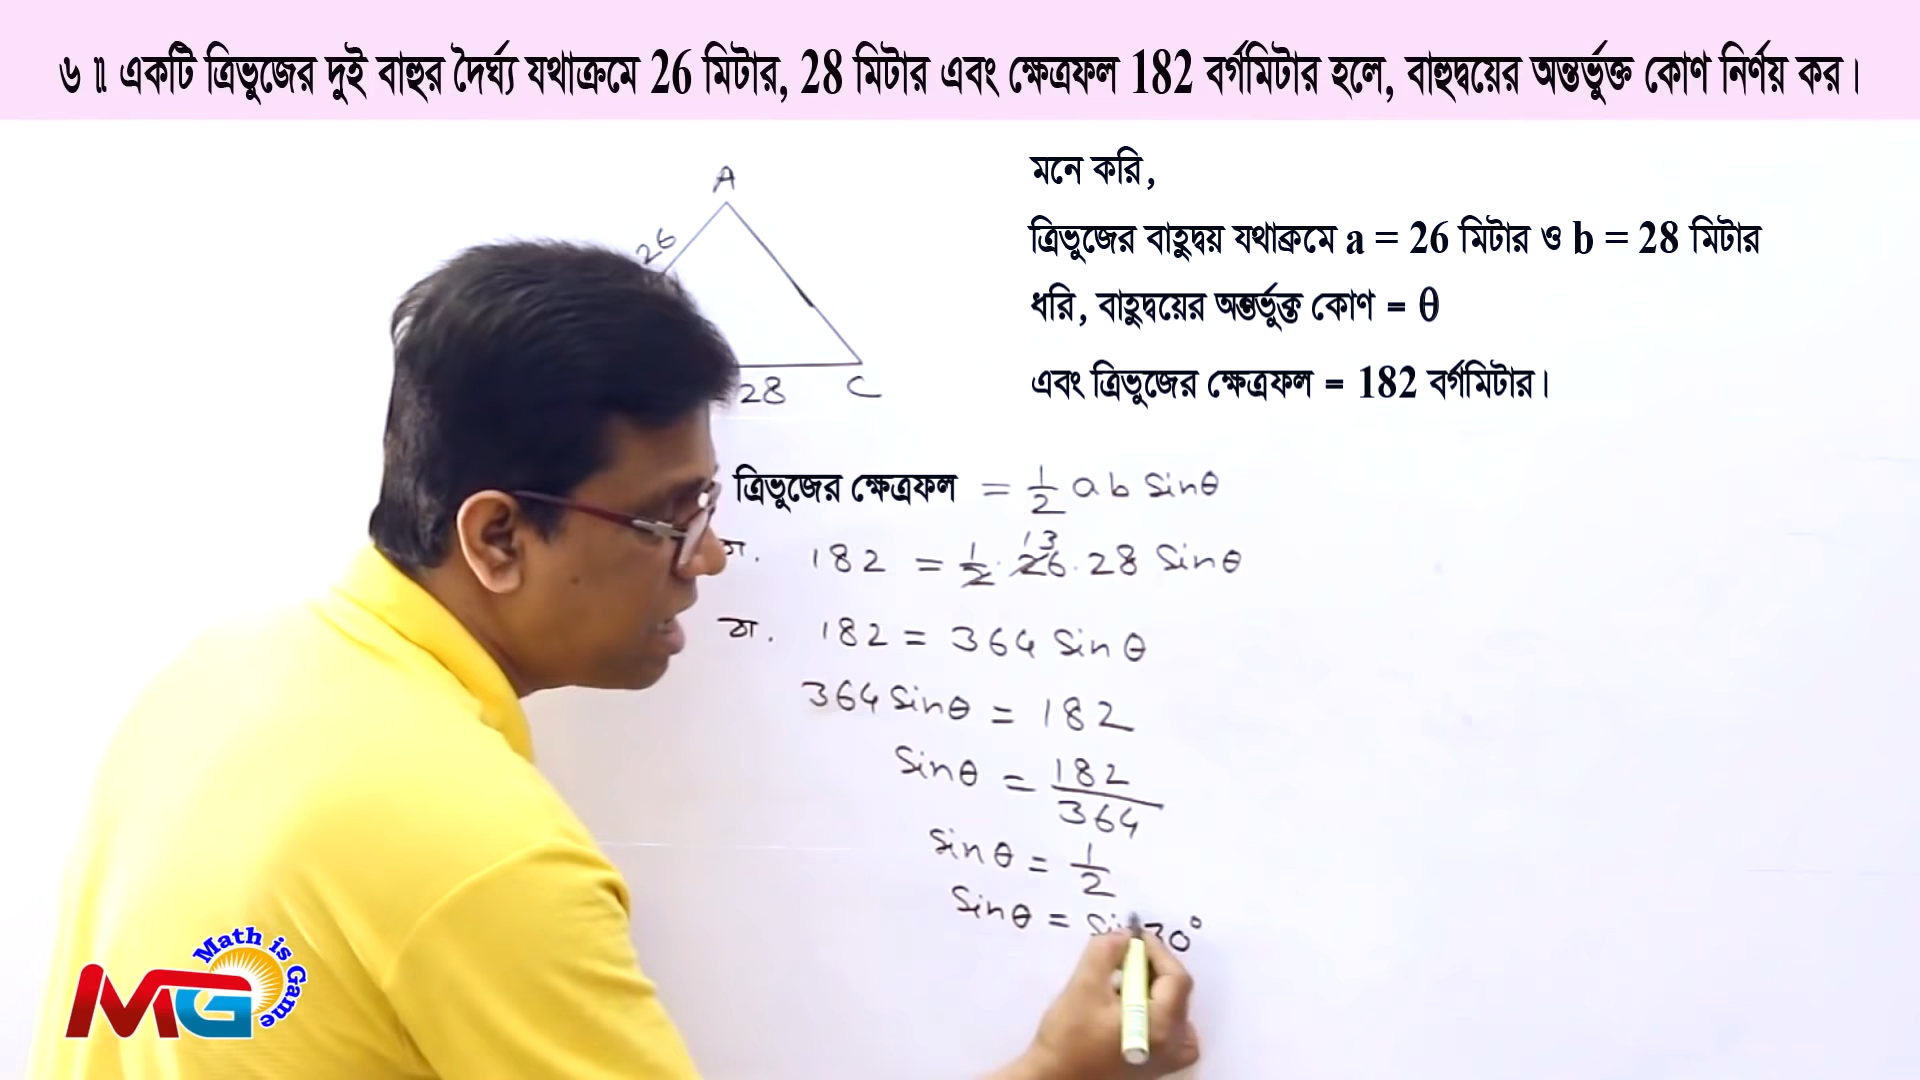 ৬ ॥ একটি ত্রিভুজের দুই বাহুর দৈর্ঘ্য যথাক্রমে 26 মিটার, 28 মিটার এবং ক্ষেত্রফল 182 বর্গমিটার হলে, বাহুদ্বয়ের অন্তর্ভুক্ত কোণ নির্ণয় কর।
A
26
28 C
মনে করি,
ত্রিভুজের বাহুদ্বয় যথাক্রমে a = 26 মিটার ও b = 28 মিটার
ধরি, বাহুদ্বয়ের অন্তর্ভুক্ত কোণ = θ
এবং ত্রিভুজের ক্ষেত্রফল = 182 বর্গমিটার।
ত্রিভুজের ক্ষেত্রফল = 1/2 a b Sinθ
182 = 1/2 · 26 13 · 28 Sinθ
বা. 182 = 364 Sin θ
364 Sinθ = 182
Sinθ = 182/364
Sinθ = 1/2
Sinθ = Sin 30°
Math is Game
MG